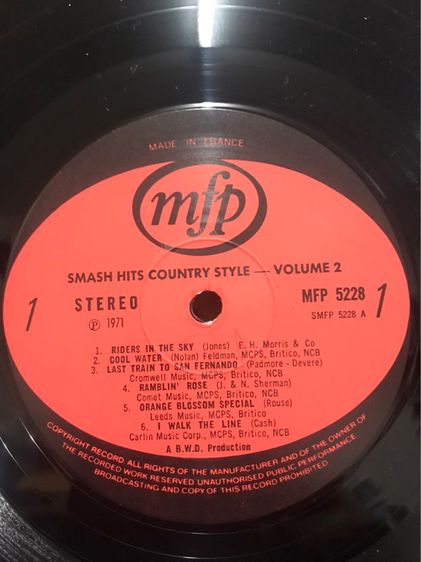 MADE IN FRANCE
mfp
SMASH HITS COUNTRY STYLE — VOLUME 2
1 STEREO MFP 5228 1
Ⓟ 1971 SMFP 5228 A
1. RIDERS IN THE SKY (Jones) E. H. Morris & Co
2. COOL WATER (Nolan) Feldman, MCPS, Britico, NCB
3. LAST TRAIN TO SAN FERNANDO (Padmore - Devere)
Cromwell Music, MCPS, Britico, NCB
4. RAMBLIN' ROSE (J. & N. Sherman)
Comet Music, MCPS, Britico, NCB
5. ORANGE BLOSSOM SPECIAL (Rouse)
Leeds Music, MCPS, Britico
6. I WALK THE LINE (Cash)
Carlin Music Corp., MCPS, Britico, NCB
A B.W.D. Production
COPYRIGHT RECORD ALL RIGHTS OF THE MANUFACTURER AND OF THE OWNER OF
THE RECORDED WORK RESERVED UNAUTHORISED PUBLIC PERFORMANCE
BROADCASTING AND COPY OF THIS RECORD PROHIBITED